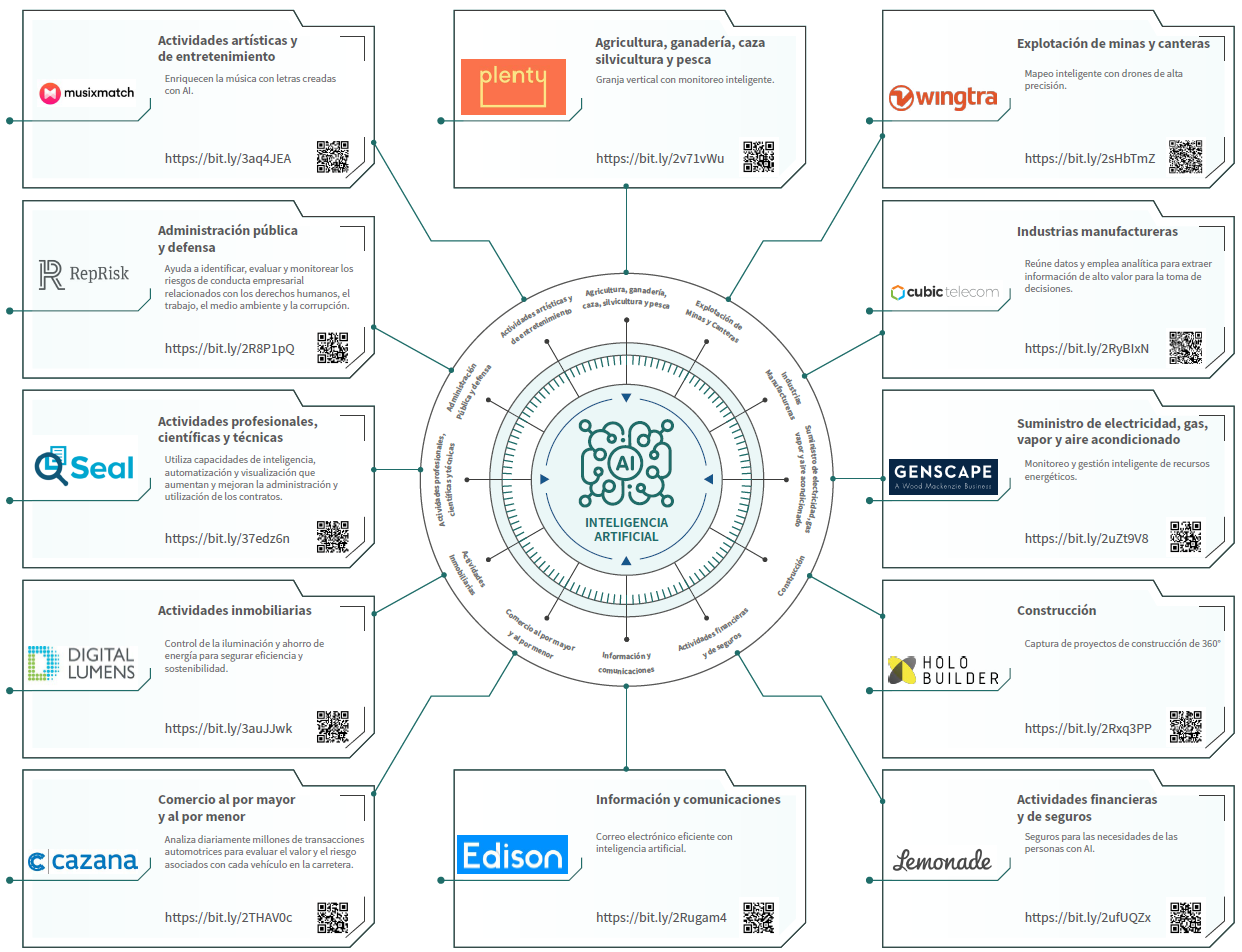 Actividades artísticas y
de entretenimiento
Enriquecen la música con letras creadas
con AI.
musixmatch
https://bit.ly/3aq4JEA
Agricultura, ganadería, caza
silvicultura y pesca
Granja vertical con monitoreo inteligente.
plenty
https://bit.ly/2v71vWu
Explotación de minas y canteras
Mapeo inteligente con drones de alta
precisión.
wingtra
https://bit.ly/2sHbTmZ
Administración pública
y defensa
Ayuda a identificar, evaluar y monitorear los
riesgos de conducta empresarial
relacionados con los derechos humanos, el
trabajo, el medio ambiente y la corrupción.
RepRisk
https://bit.ly/2R8P1pQ
Industrias manufactureras
Reúne datos y emplea analítica para extraer
información de alto valor para la toma de
decisiones.
cubic telecom
https://bit.ly/2RyBIxN
Actividades profesionales,
científicas y técnicas
Utiliza capacidades de inteligencia,
automatización y visualización que
aumentan y mejoran la administración y
utilización de los contratos.
Seal
https://bit.ly/37edz6n
Suministro de electricidad, gas,
vapor y aire acondicionado
Monitoreo y gestión inteligente de recursos
energéticos.
GENSCAPE
A Wood Mackenzie Business
https://bit.ly/2uZt9V8
Actividades inmobiliarias
Control de la iluminación y ahorro de
energía para segurar eficiencia y
sostenibilidad.
DIGITAL
LUMENS
https://bit.ly/3auJJwk
Construcción
Captura de proyectos de construcción de 360°
HOLO
BUILDER
https://bit.ly/2Rxq3PP
Comercio al por mayor
y al por menor
Analiza diariamente millones de transacciones
automotrices para evaluar el valor y el riesgo
asociados con cada vehículo en la carretera.
c cazana
https://bit.ly/2THAV0c
Información y comunicaciones
Correo electrónico eficiente con
inteligencia artificial.
Edison
https://bit.ly/2Rugam4
Actividades financieras
y de seguros
Seguros para las necesidades de las
personas con AI.
Lemonade
https://bit.ly/2ufUQZx
Agricultura, ganadería,
caza, silvicultura y pesca
Explotación de
Minas y Canteras
Industrias
Manufactureras
Suministro de electricidad, gas
vapor y aire acondicionado
Construcción
Actividades financieras
y de seguros
Información y
comunicaciones
Comercio al por mayor
y al por menor
Actividades
Inmobiliarias
Actividades profesionales,
científicas y técnicas
Administración
Pública y defensa
Actividades artísticas y
de entretenimiento
AI
INTELIGENCIA
ARTIFICIAL